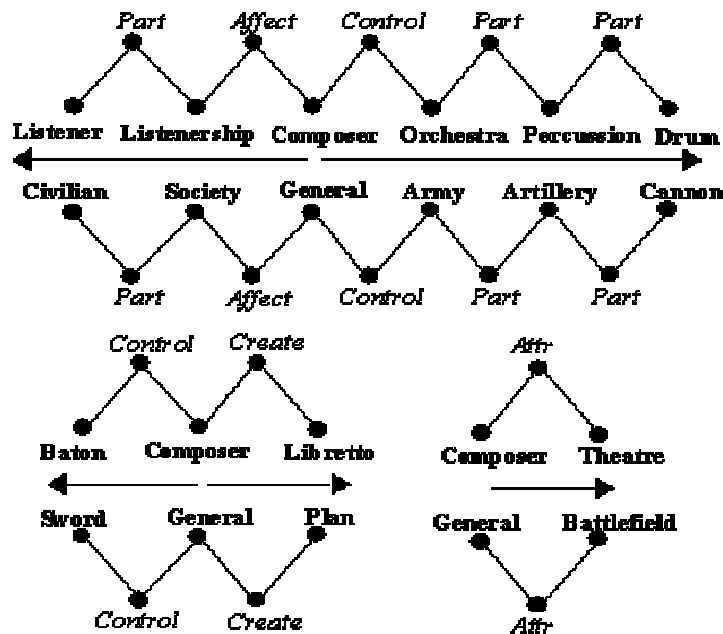 Part Affect Control Part Part
Listener Listenership Composer Orchestra Percussion Drum
Civilian Society General Army Artillery Cannon
Part Affect Control Part Part
Control Create
Baton Composer Libretto
Sword General Plan
Control Create
Attr
Composer Theatre
General Battlefield
Attr